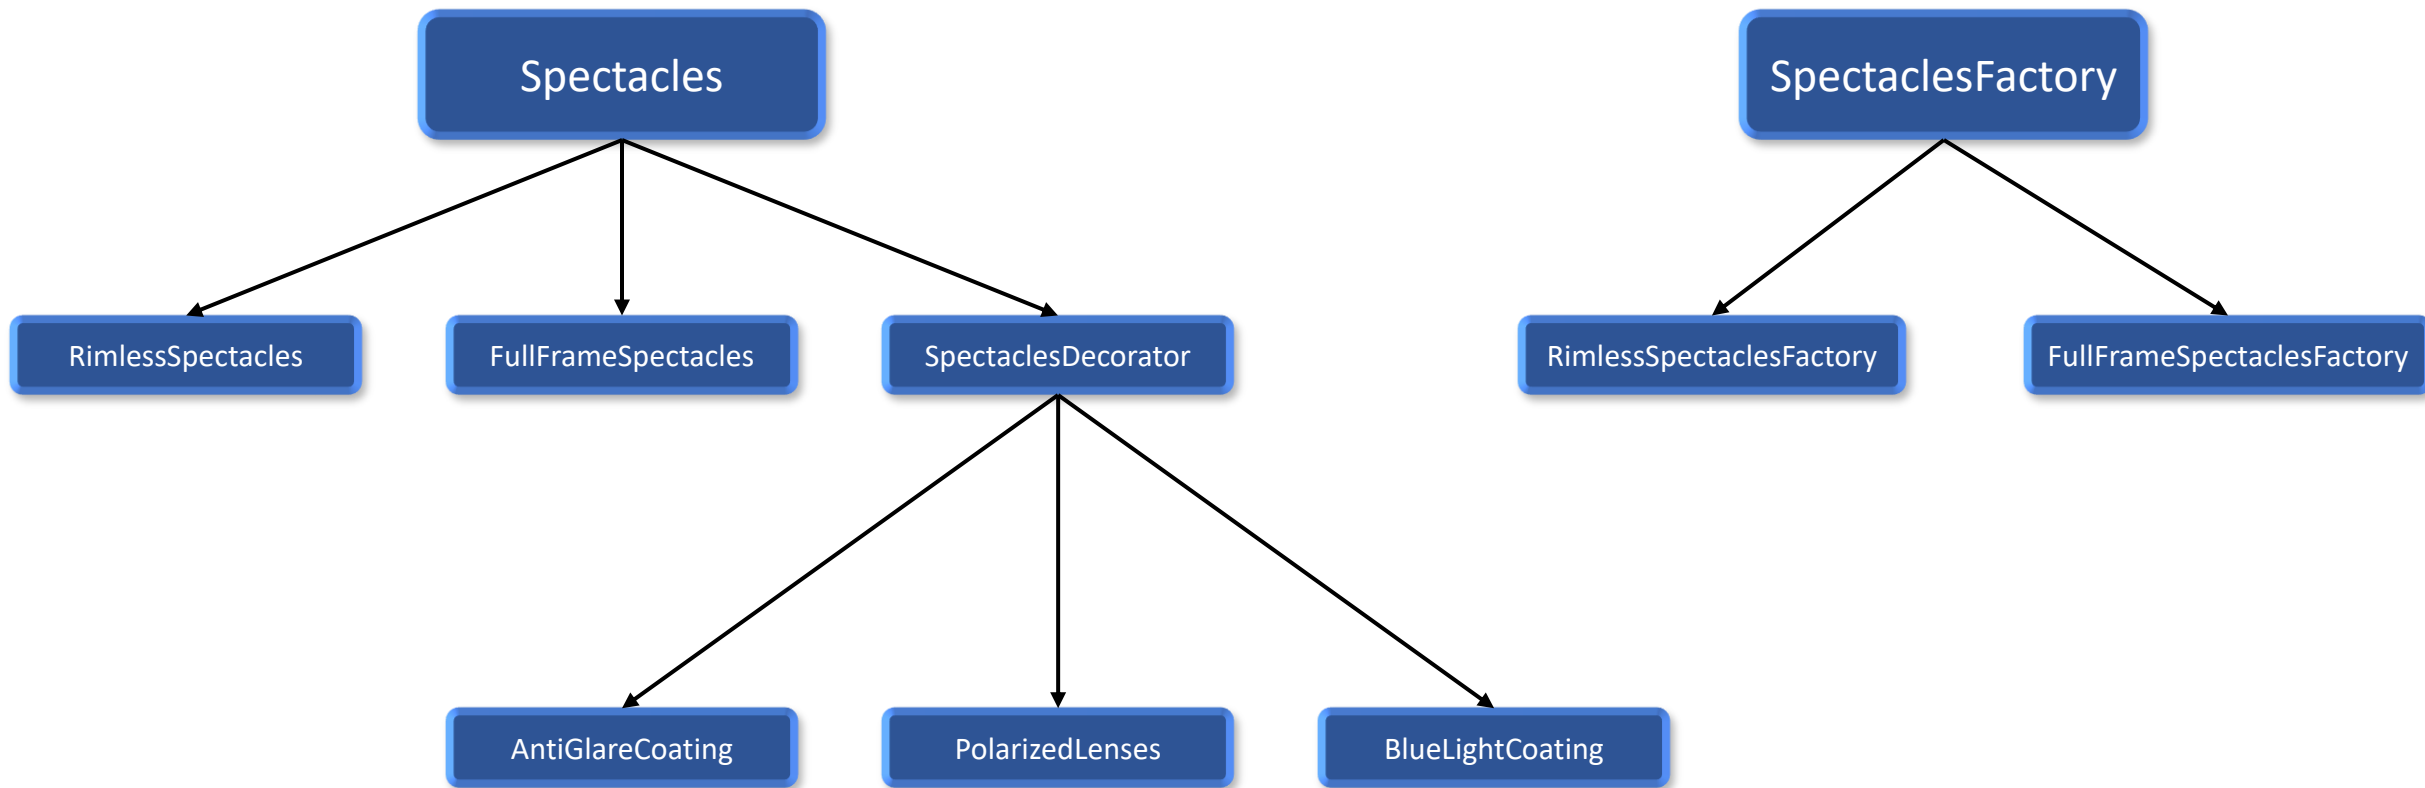 Spectacles
SpectaclesFactory
RimlessSpectacles
FullFrameSpectacles
SpectaclesDecorator
RimlessSpectaclesFactory
FullFrameSpectaclesFactory
AntiGlareCoating
PolarizedLenses
BlueLightCoating